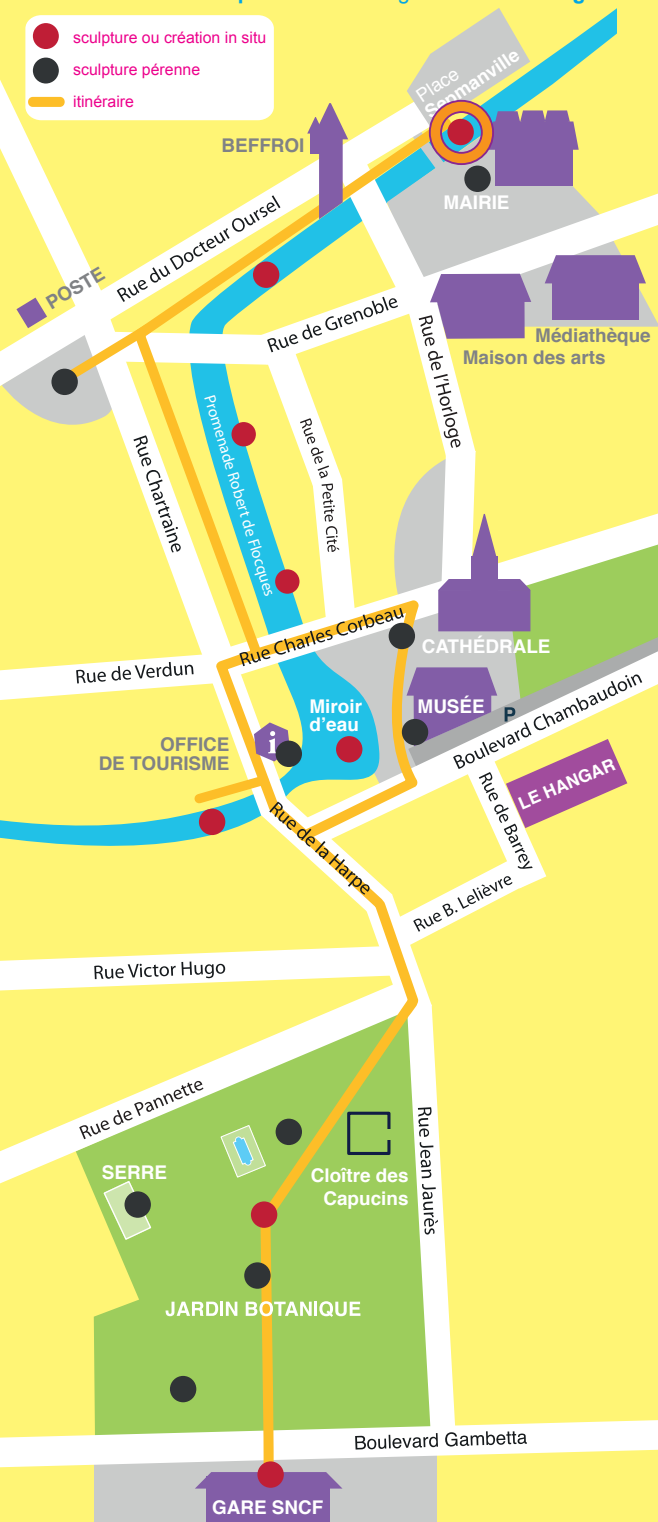 sculpture ou création in situ
sculpture pérenne
itinéraire
Place
Sepmanville
BEFFROI
MAIRIE
Rue du Docteur Oursel
POSTE
Rue de Grenoble
Médiathèque
Maison des arts
Rue de l'Horloge
Promenade Robert de Flocques
Rue de la Petite Cité
Rue Chartraine
Rue Charles Corbeau
CATHÉDRALE
Rue de Verdun
MUSÉE
Miroir
d'eau
P
Boulevard Chambaudoin
i
OFFICE
DE TOURISME
LE HANGAR
Rue de Barrey
Rue de la Harpe
Rue B. Lelièvre
Rue Victor Hugo
Rue de Pannette
Rue Jean Jaurès
SERRE
Cloître des
Capucins
JARDIN BOTANIQUE
Boulevard Gambetta
GARE SNCF